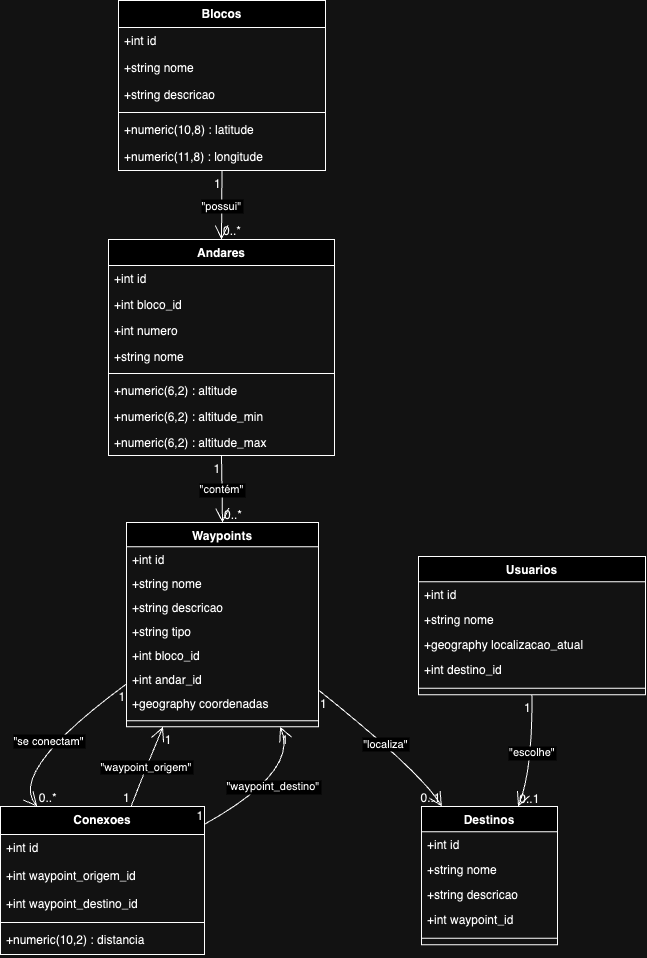 Blocos
+int id
+string nome
+string descricao
+numeric(10,8) : latitude
+numeric(11,8) : longitude
1
"possui"
0..*
Andares
+int id
+int bloco_id
+int numero
+string nome
+numeric(6,2) : altitude
+numeric(6,2) : altitude_min
+numeric(6,2) : altitude_max
1
"contém"
0..*
Waypoints
+int id
+string nome
+string descricao
+string tipo
+int bloco_id
+int andar_id
+geography coordenadas
Usuarios
+int id
+string nome
+geography localizacao_atual
+int destino_id
1
1
1
"se conectam"
1
1
"localiza"
"escolhe"
"waypoint_origem"
"waypoint_destino"
0..*
1
1
0..1
0..1
Conexoes
+int id
+int waypoint_origem_id
+int waypoint_destino_id
+numeric(10,2) : distancia
Destinos
+int id
+string nome
+string descricao
+int waypoint_id